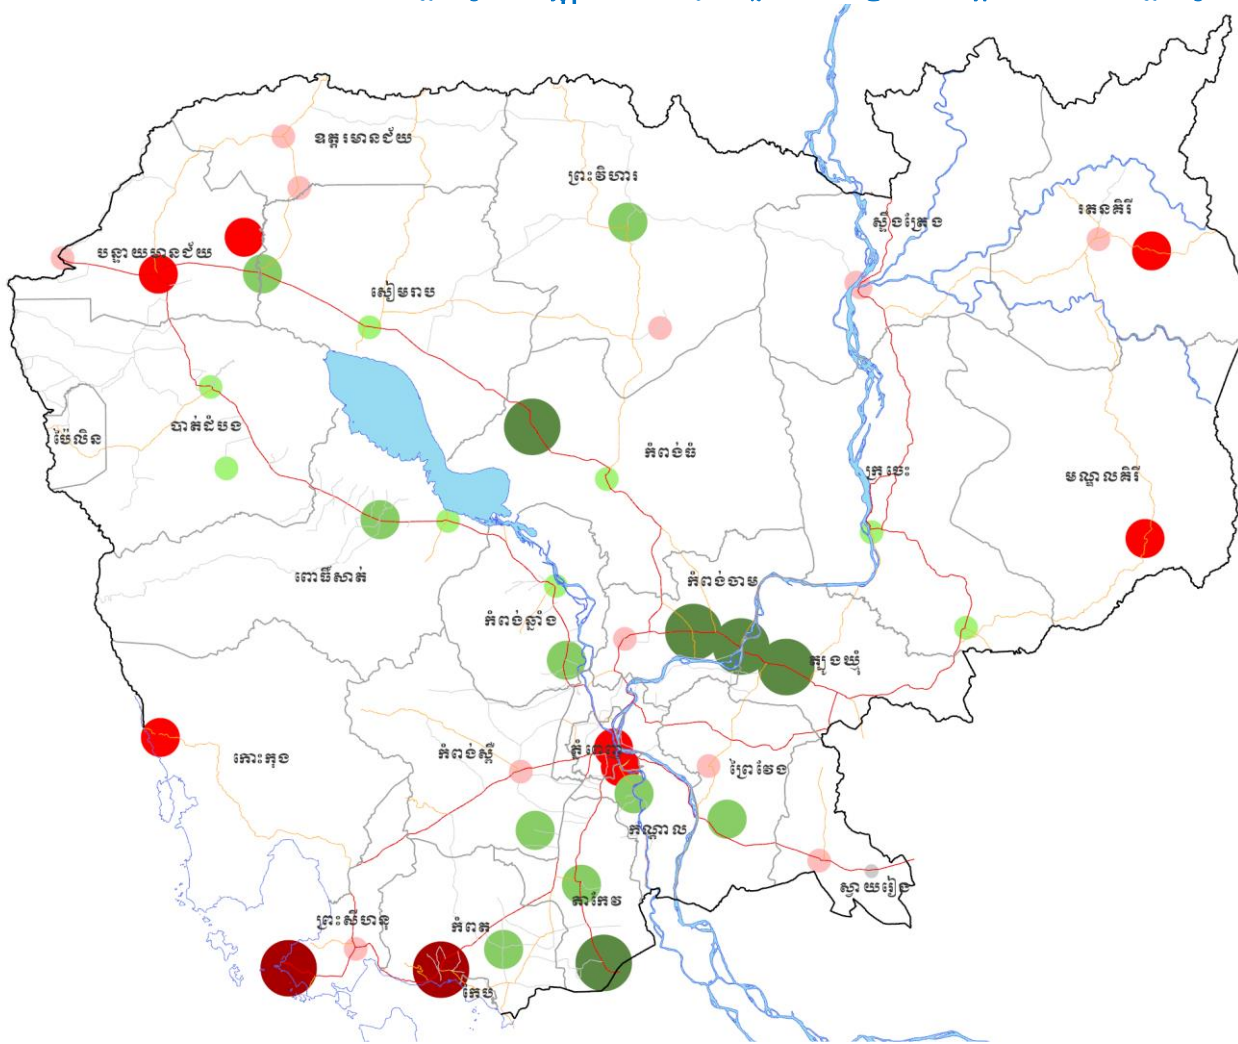 ឧត្តរមានជ័យ
ព្រះវិហារ
រតនគិរី
ស្ទឹងត្រែង
បន្ទាយមានជ័យ
សៀមរាប
បាត់ដំបង
ប៉ៃលិន
កំពង់ធំ
ក្រចេះ
មណ្ឌលគិរី
ពោធិ៍សាត់
កំពង់ចាម
កំពង់ឆ្នាំង
ត្បូងឃ្មុំ
កោះកុង
កំពង់ស្ពឺ
ភ្នំពេញ
ព្រៃវែង
កណ្ដាល
ស្វាយរៀង
តាកែវ
ព្រះសីហនុ
កំពត
កែប